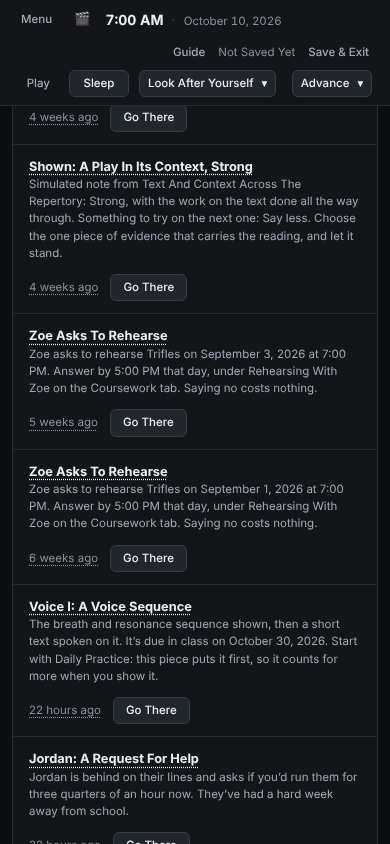 Menu 🎬 7:00 AM · October 10, 2026
Guide Not Saved Yet Save & Exit
Play Sleep Look After Yourself ▾ Advance ▾
4 weeks ago Go There
Shown: A Play In Its Context, Strong
Simulated note from Text And Context Across The
Repertory: Strong, with the work on the text done all the way
through. Something to try on the next one: Say less. Choose
the one piece of evidence that carries the reading, and let it
stand.
4 weeks ago Go There
Zoe Asks To Rehearse
Zoe asks to rehearse Trifles on September 3, 2026 at 7:00
PM. Answer by 5:00 PM that day, under Rehearsing With
Zoe on the Coursework tab. Saying no costs nothing.
5 weeks ago Go There
Zoe Asks To Rehearse
Zoe asks to rehearse Trifles on September 1, 2026 at 7:00
PM. Answer by 5:00 PM that day, under Rehearsing With
Zoe on the Coursework tab. Saying no costs nothing.
6 weeks ago Go There
Voice I: A Voice Sequence
The breath and resonance sequence shown, then a short
text spoken on it. It's due in class on October 30, 2026. Start
with Daily Practice: this piece puts it first, so it counts for
more when you show it.
22 hours ago Go There
Jordan: A Request For Help
Jordan is behind on their lines and asks if you'd run them for
three quarters of an hour now. They've had a hard week
away from school.
22 hours ago Go There